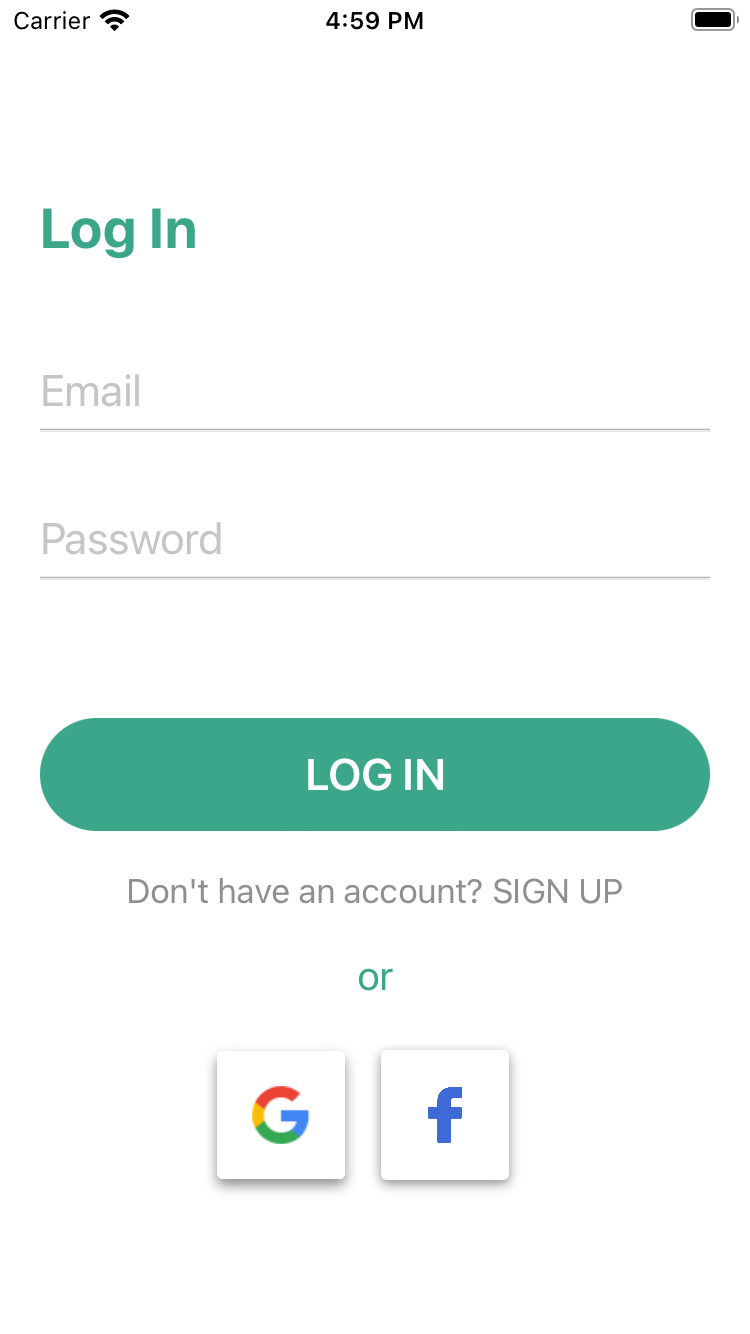 Carrier 4:59 PM
Log In
Email
Password
LOG IN
Don't have an account? SIGN UP
or
G f